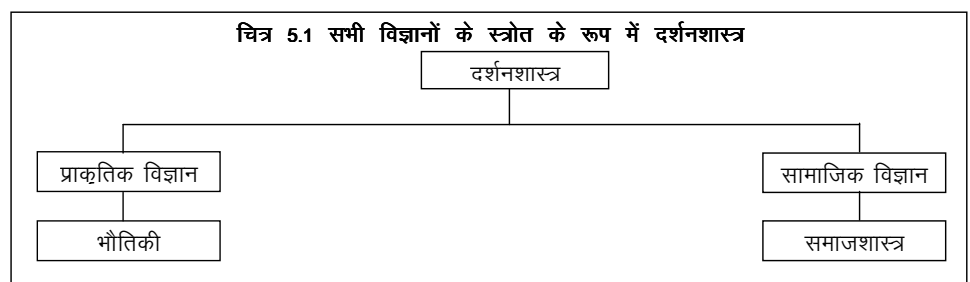 चित्र 5.1 सभी विज्ञानों के स्त्रोत के रूप में दर्शनशास्त्र
दर्शनशास्त्र
प्राकृतिक विज्ञान
सामाजिक विज्ञान
भौतिकी
समाजशास्त्र